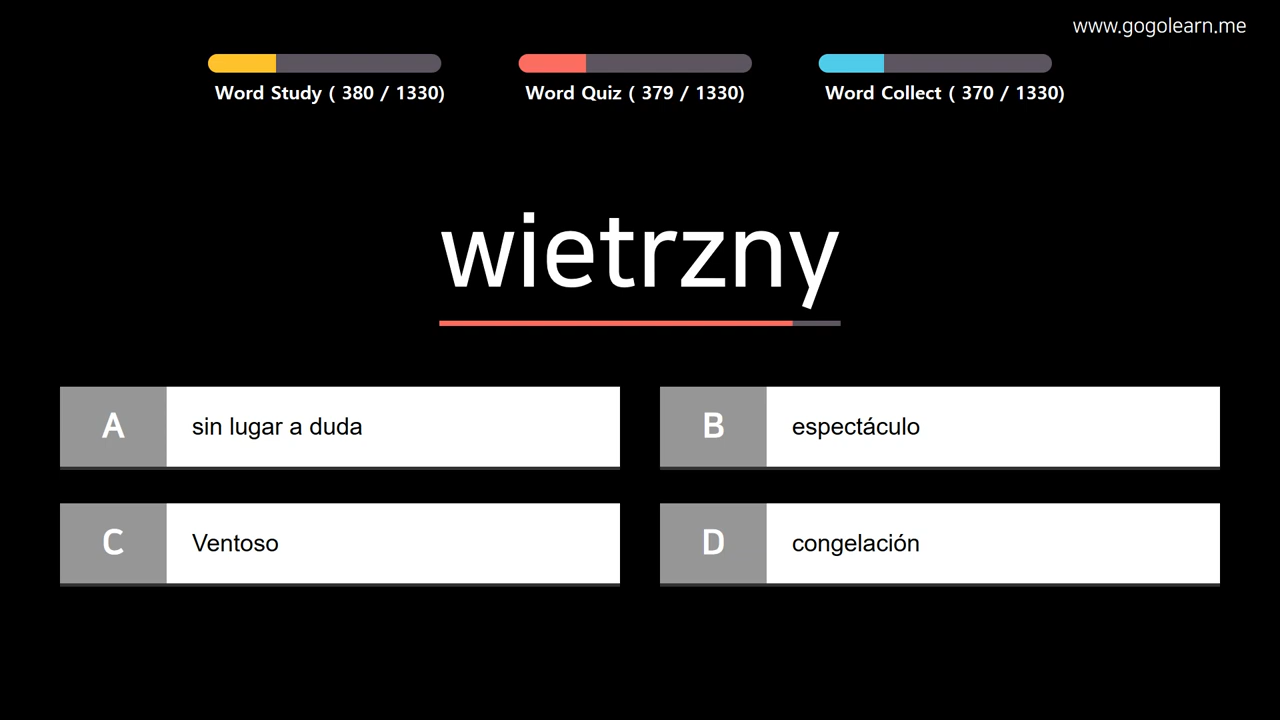 www.gogolearn.me
Word Study ( 380 / 1330)
Word Quiz ( 379 / 1330)
Word Collect ( 370 / 1330)
wietrzny
A sin lugar a duda
B espectáculo
C Ventoso
D congelación